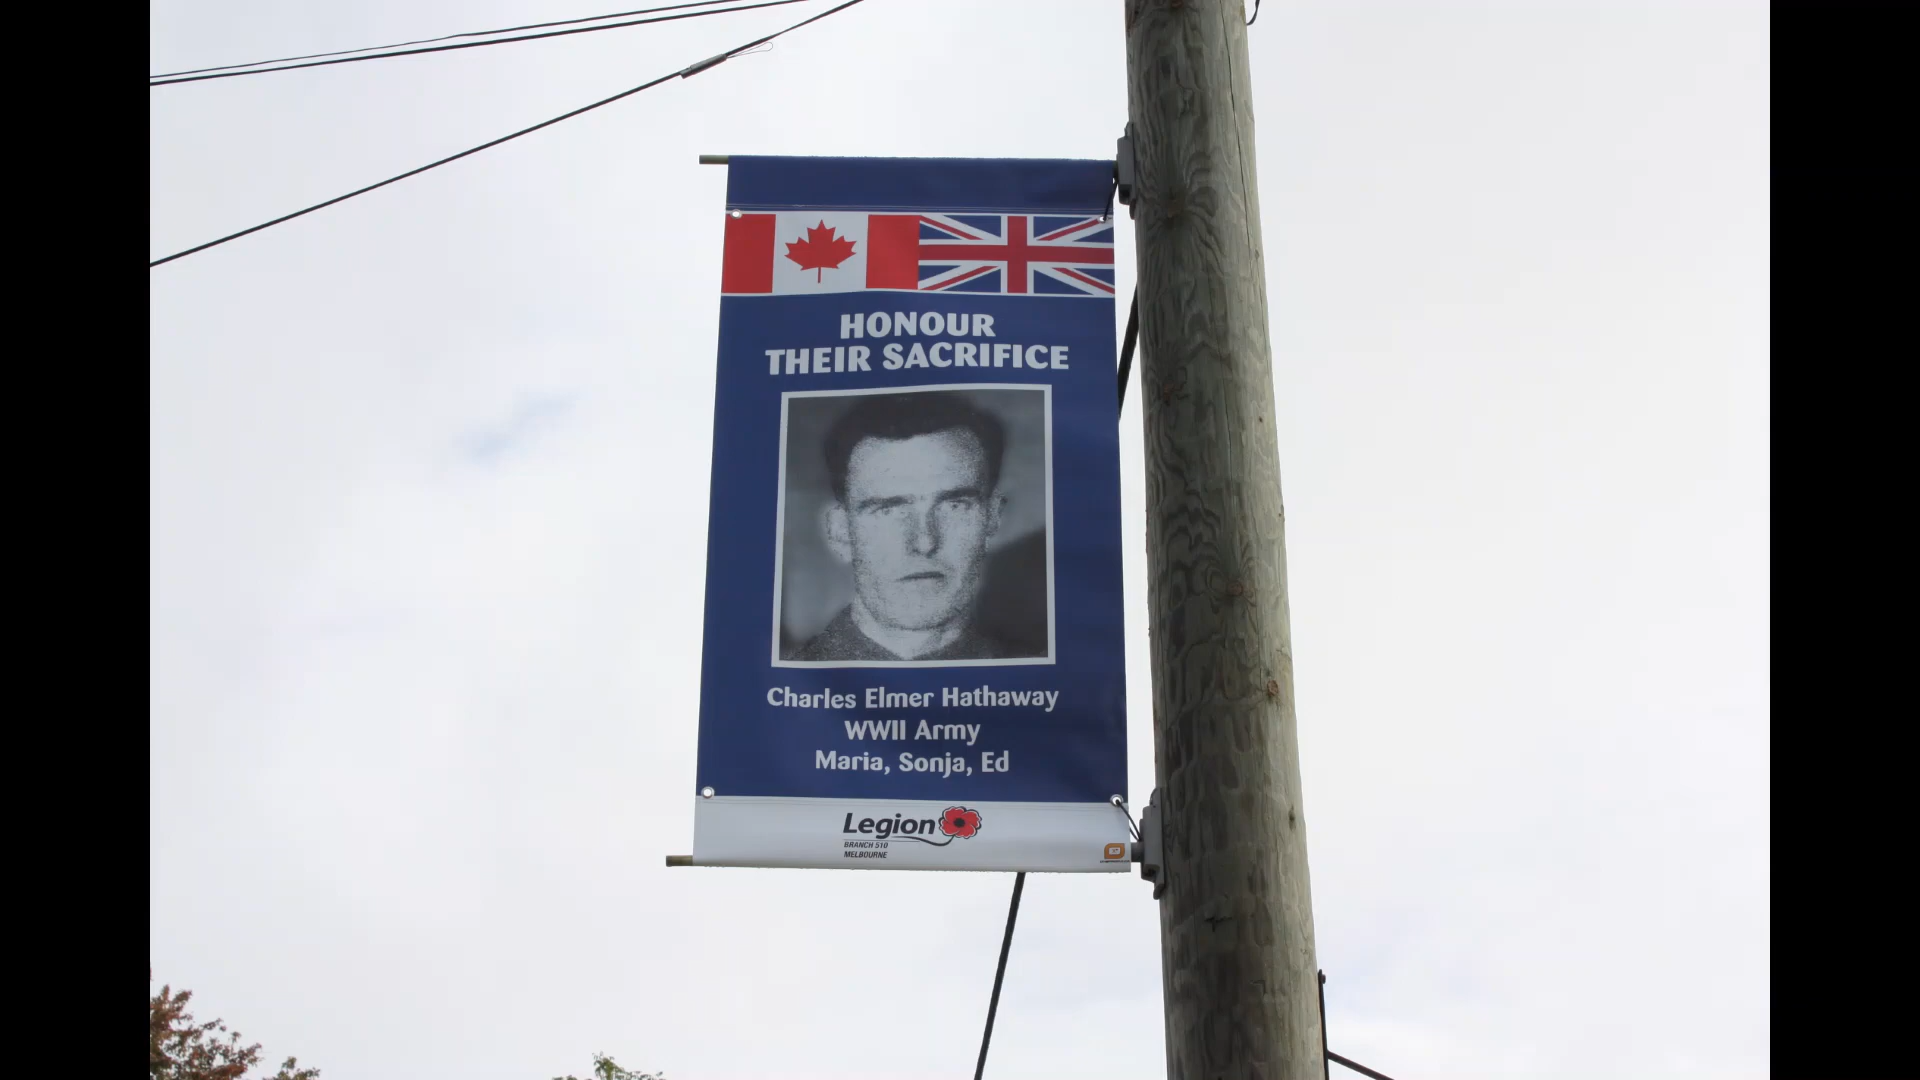 HONOUR
THEIR SACRIFICE
Charles Elmer Hathaway
WWII Army
Maria, Sonja, Ed
Legion
BRANCH 510
MELBOURNE